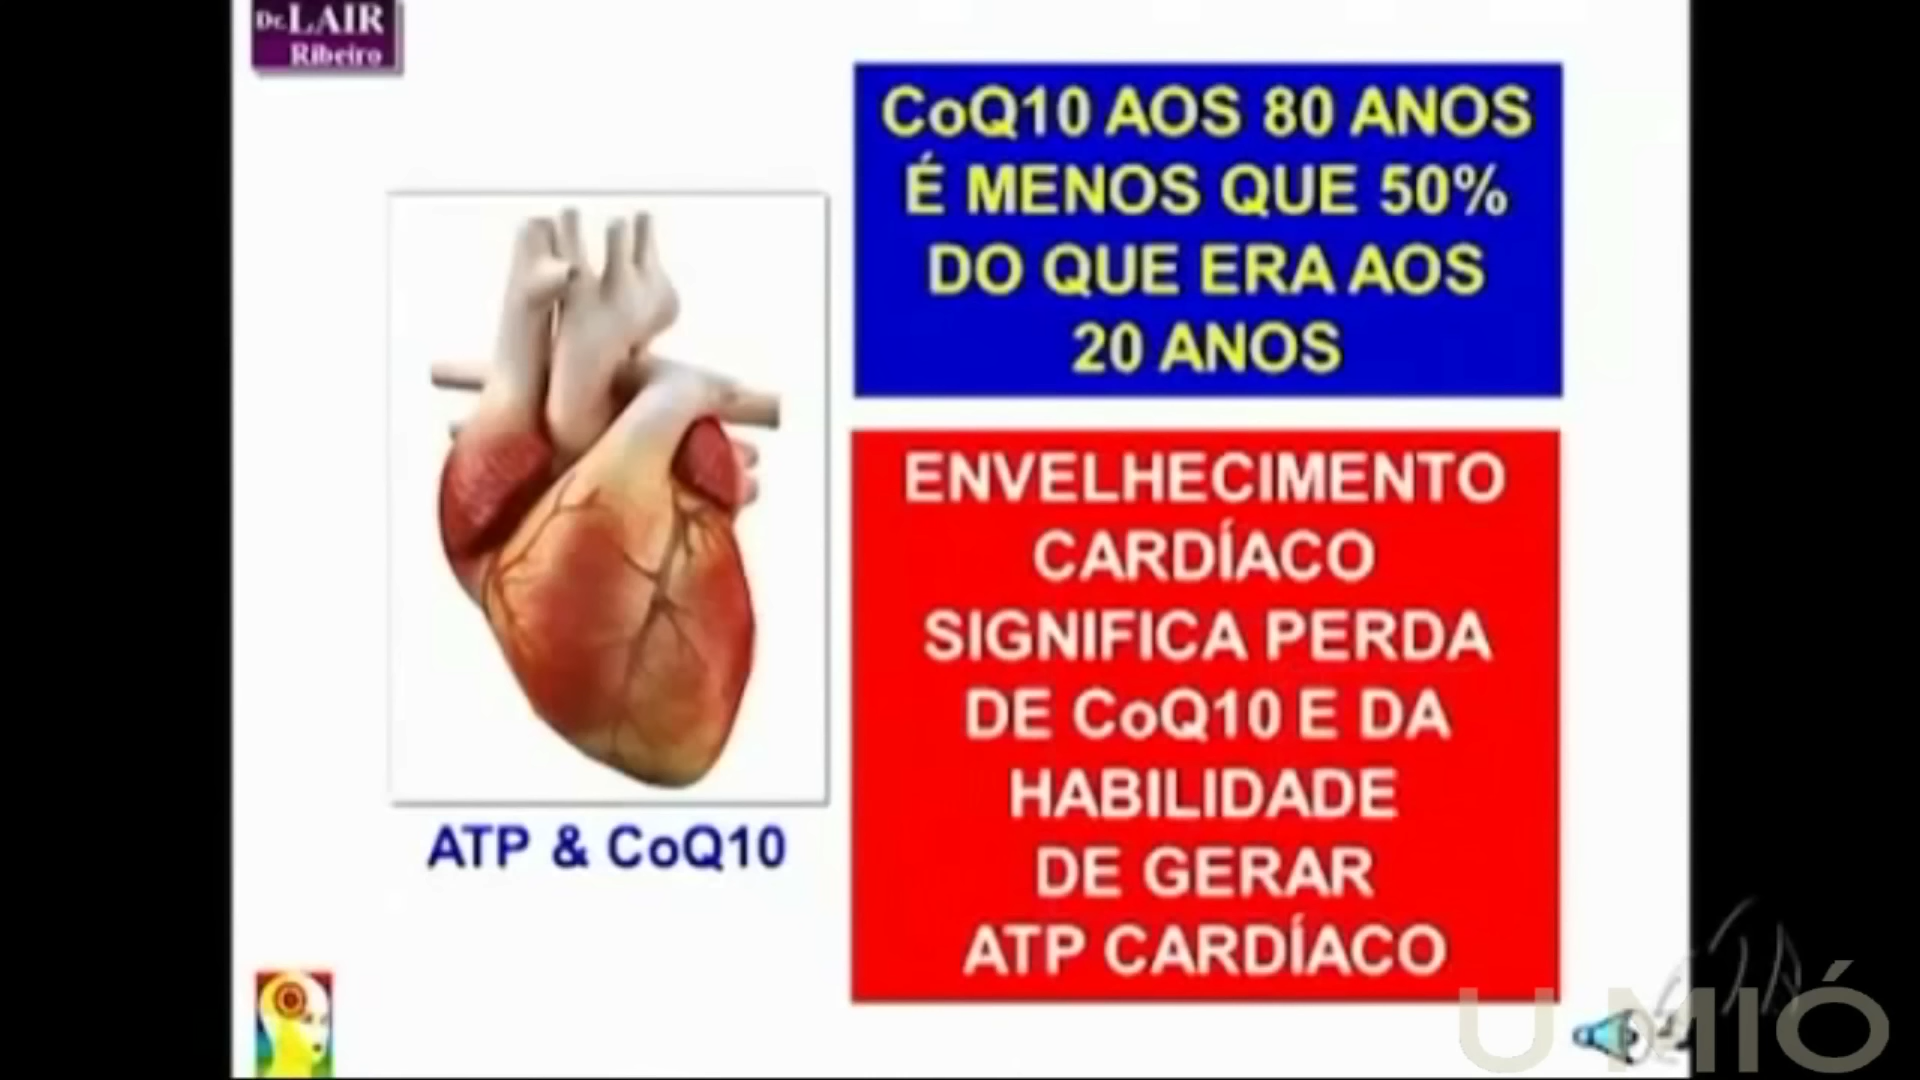 Dr. LAIR
Ribeiro
CoQ10 AOS 80 ANOS
É MENOS QUE 50%
DO QUE ERA AOS
20 ANOS
ENVELHECIMENTO
CARDÍACO
SIGNIFICA PERDA
DE CoQ10 E DA
HABILIDADE
DE GERAR
ATP CARDÍACO
ATP & CoQ10
U MIÓ